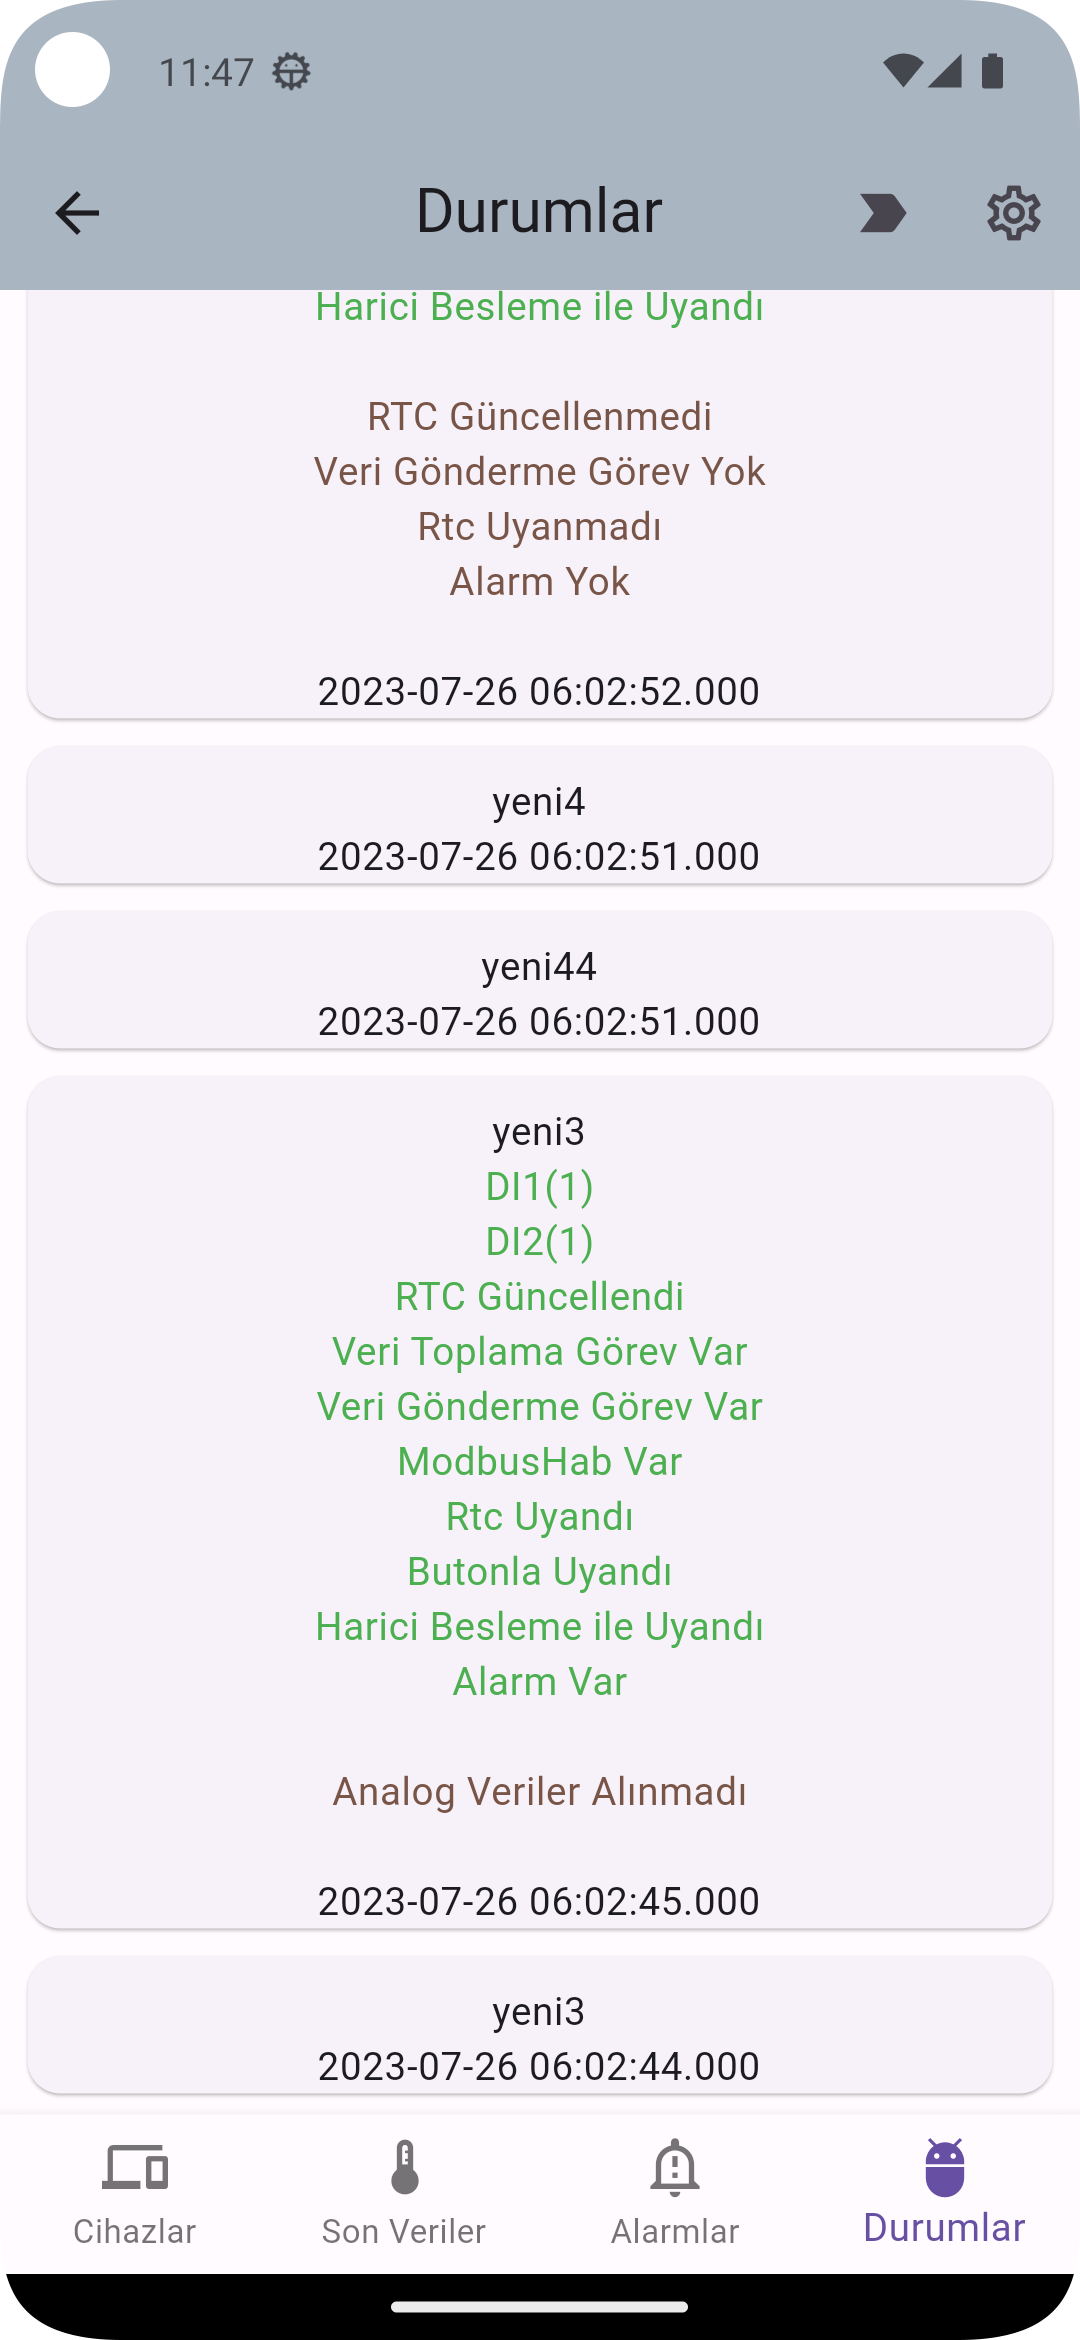 11:47
Durumlar
Harici Besleme ile Uyandı
RTC Güncellenmedi
Veri Gönderme Görev Yok
Rtc Uyanmadı
Alarm Yok
2023-07-26 06:02:52.000
yeni4
2023-07-26 06:02:51.000
yeni44
2023-07-26 06:02:51.000
yeni3
DI1(1)
DI2(1)
RTC Güncellendi
Veri Toplama Görev Var
Veri Gönderme Görev Var
ModbusHab Var
Rtc Uyandı
Butonla Uyandı
Harici Besleme ile Uyandı
Alarm Var
Analog Veriler Alınmadı
2023-07-26 06:02:45.000
yeni3
2023-07-26 06:02:44.000
Cihazlar
Son Veriler
Alarmlar
Durumlar